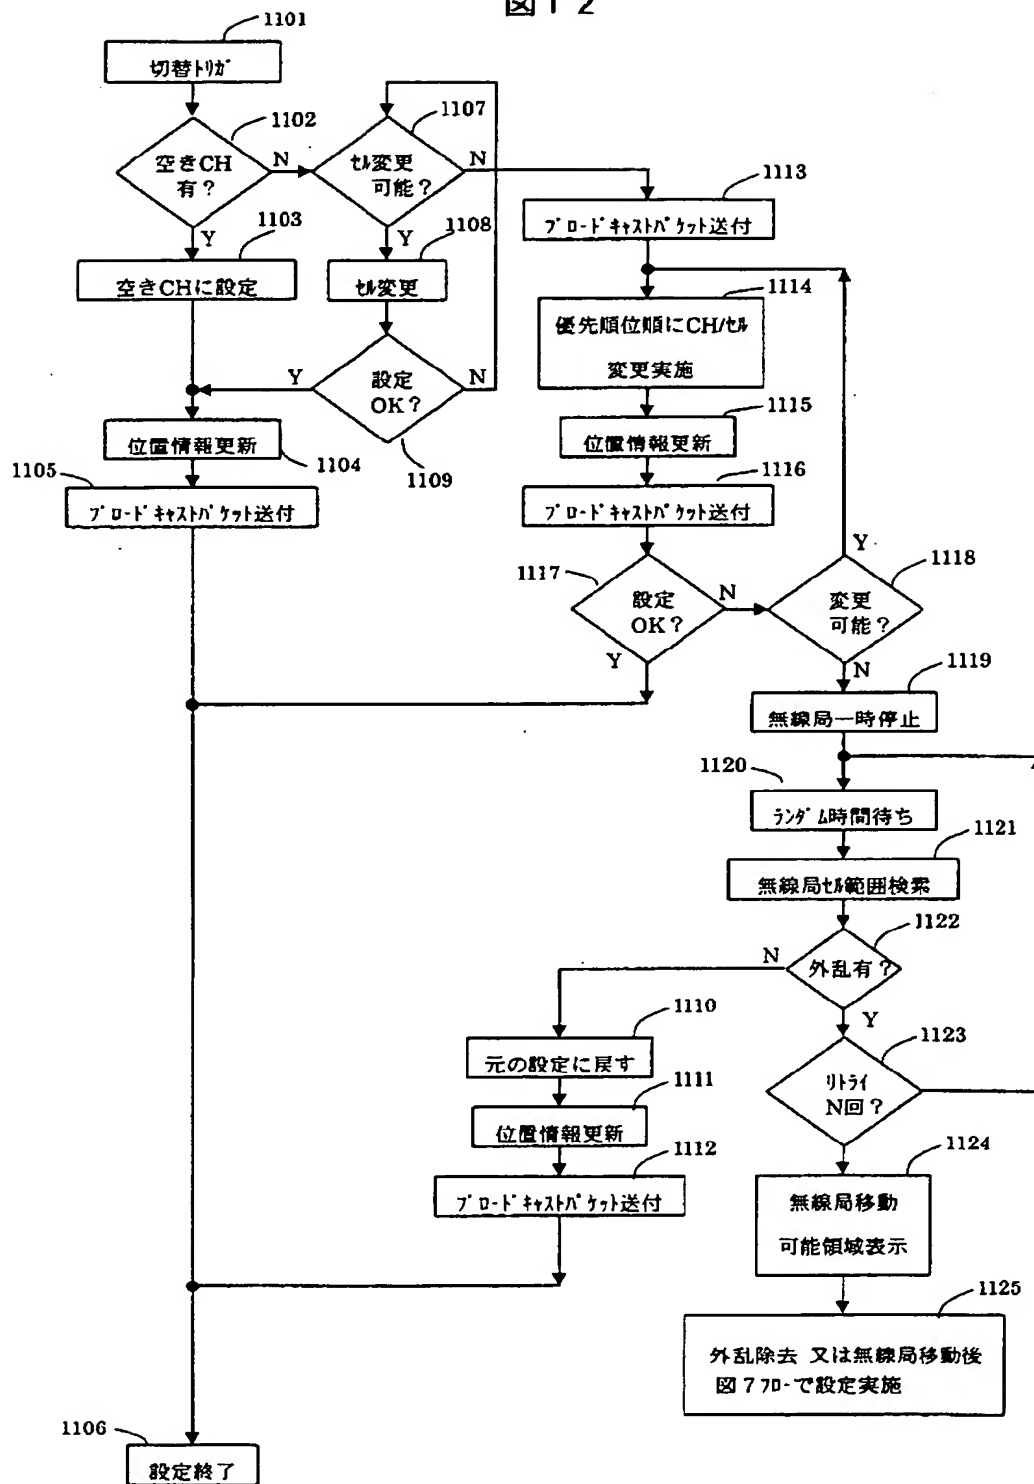 図12
1101
切替ﾄﾘｶﾞ
1102
空きCH
有?
N
Y
1107
ｾﾙ変更
可能?
N
Y
1103
空きCHに設定
1108
ｾﾙ変更
設定
OK?
Y
N
1109
位置情報更新
1104
1105
ﾌﾞﾛｰﾄﾞｷｬｽﾄﾊﾟｹｯﾄ送付
1113
ﾌﾞﾛｰﾄﾞｷｬｽﾄﾊﾟｹｯﾄ送付
1114
優先順位順にCH/ｾﾙ
変更実施
1115
位置情報更新
1116
ﾌﾞﾛｰﾄﾞｷｬｽﾄﾊﾟｹｯﾄ送付
1117
設定
OK?
N
Y
1118
変更
可能?
Y
N
1119
無線局一時停止
1120
ﾗﾝﾀﾞﾑ時間待ち
1121
無線局ｾﾙ範囲検索
1122
外乱有?
N
Y
1110
元の設定に戻す
1111
位置情報更新
1112
ﾌﾞﾛｰﾄﾞｷｬｽﾄﾊﾟｹｯﾄ送付
1123
ﾘﾄﾗｲ
N回?
1124
無線局移動
可能領域表示
1125
外乱除去 又は無線局移動後
図7ﾌﾛｰで設定実施
1106
設定終了